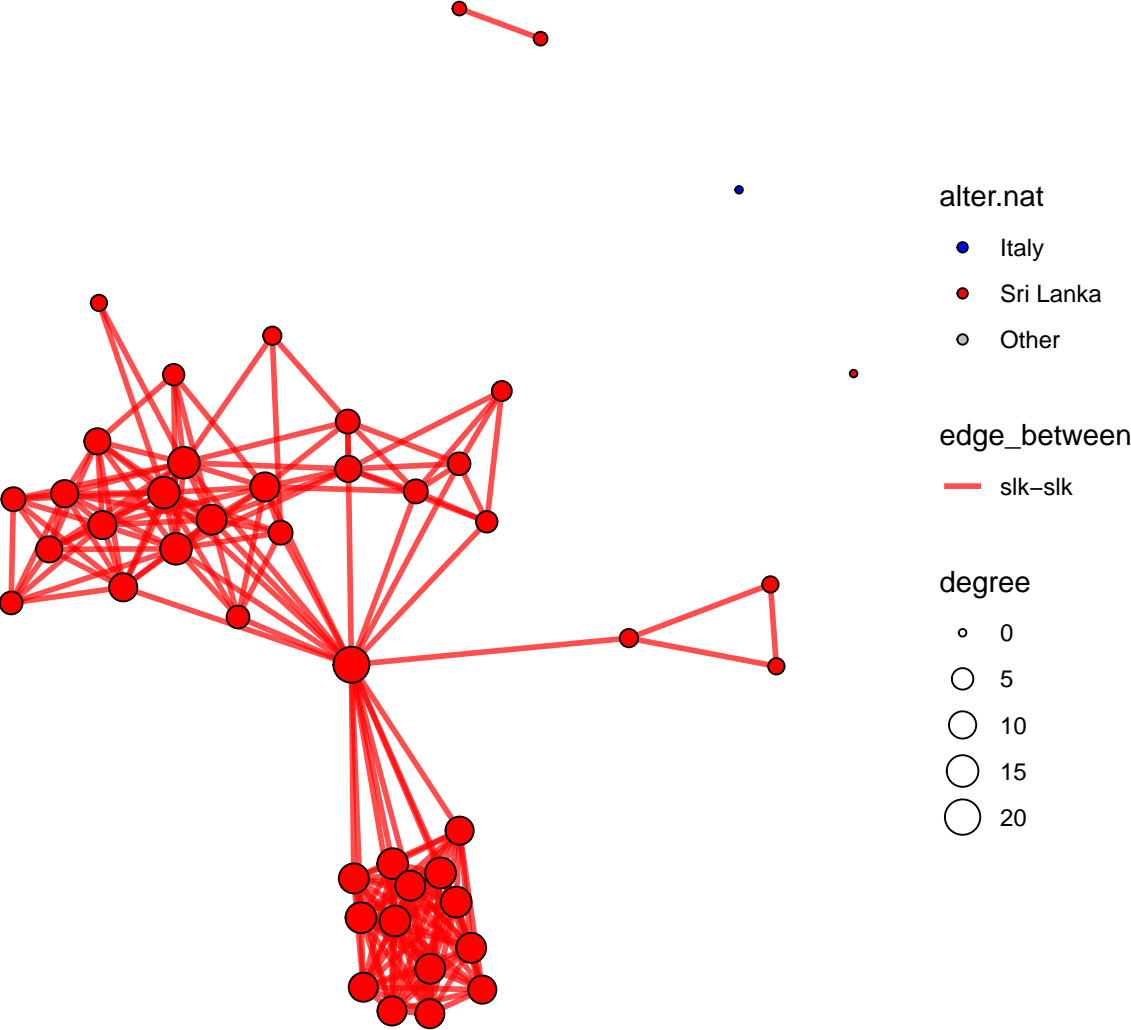 alter.nat
Italy
Sri Lanka
Other
edge_between
slk−slk
degree
0
5
10
15
20